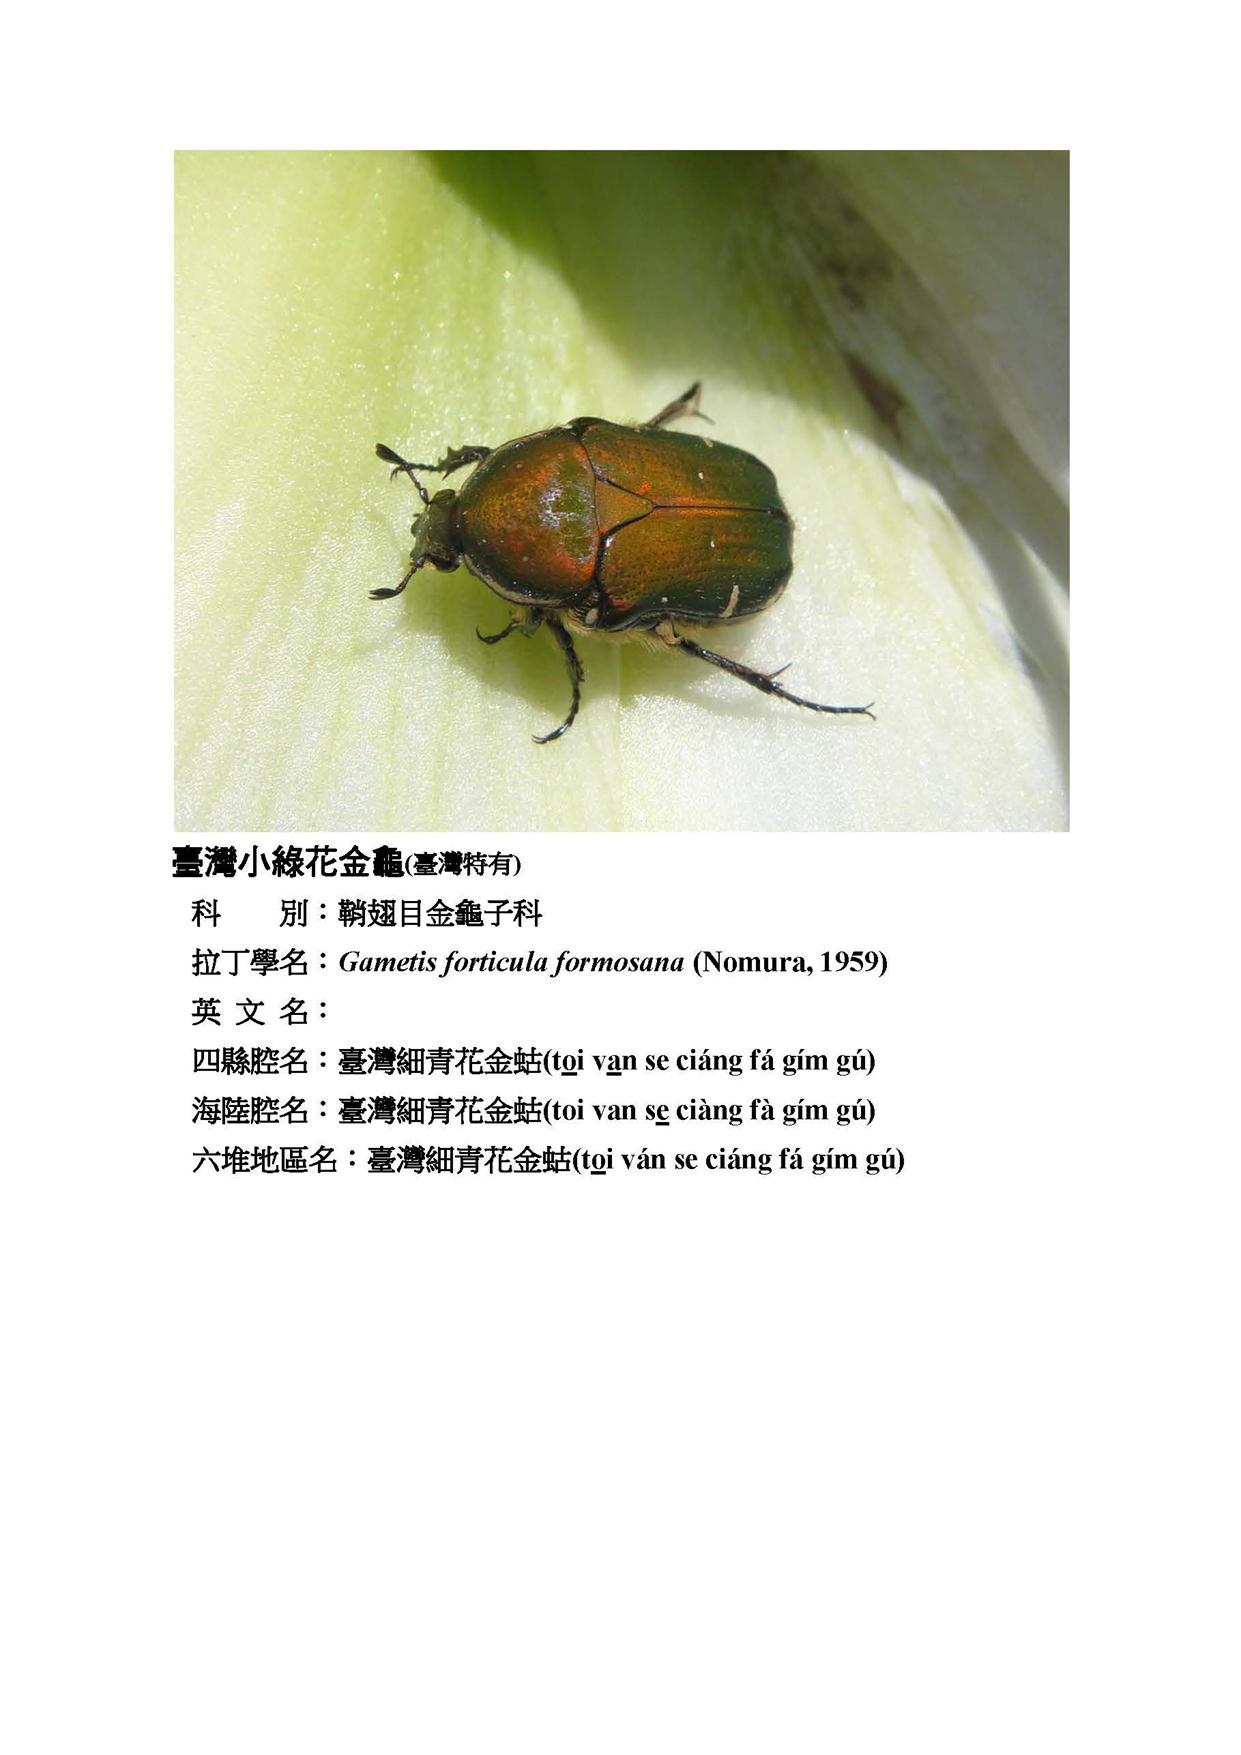 臺灣小綠花金龜(臺灣特有)
科　　別：鞘翅目金龜子科
拉丁學名：Gametis forticula formosana (Nomura, 1959)
英 文 名：
四縣腔名：臺灣細青花金蛄(to̲i va̲n se ciáng fá gím gú)
海陸腔名：臺灣細青花金蛄(toi van se̲ ciàng fà gím gú)
六堆地區名：臺灣細青花金蛄(to̲i ván se ciáng fá gím gú)